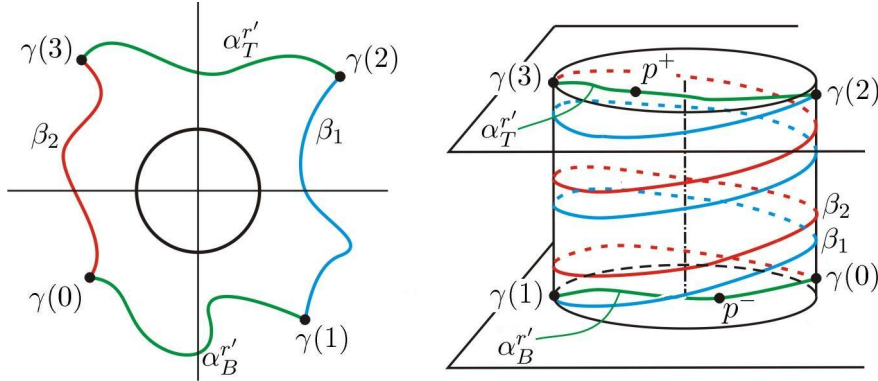 γ(3)
α_T^{r'}
γ(2)
β_2
β_1
γ(0)
γ(1)
α_B^{r'}
γ(3)
p^+
γ(2)
α_T^{r'}
β_2
β_1
γ(0)
γ(1)
p^-
α_B^{r'}